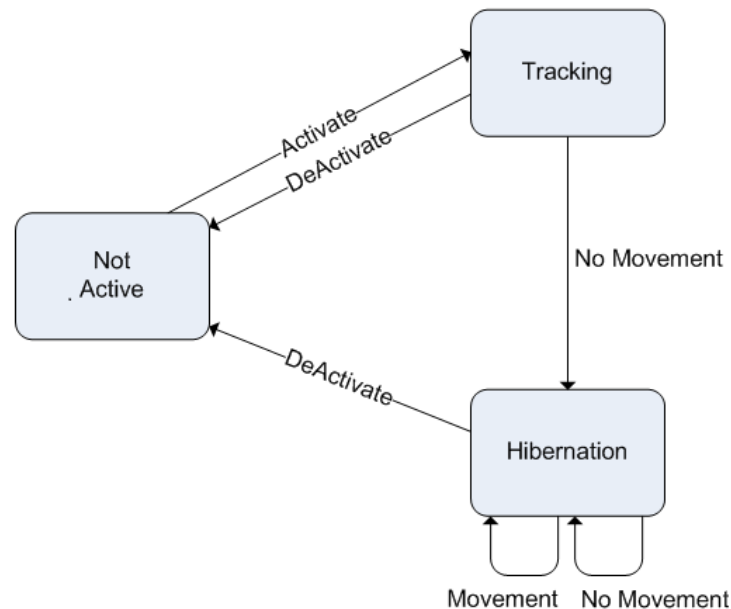 Tracking
Activate
DeActivate
Not
. Active
No Movement
DeActivate
Hibernation
Movement
No Movement